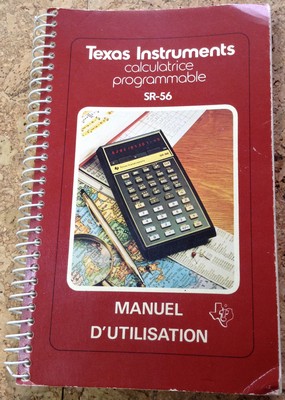 Texas Instruments
calculatrice
programmable
SR-56
MANUEL
D'UTILISATION